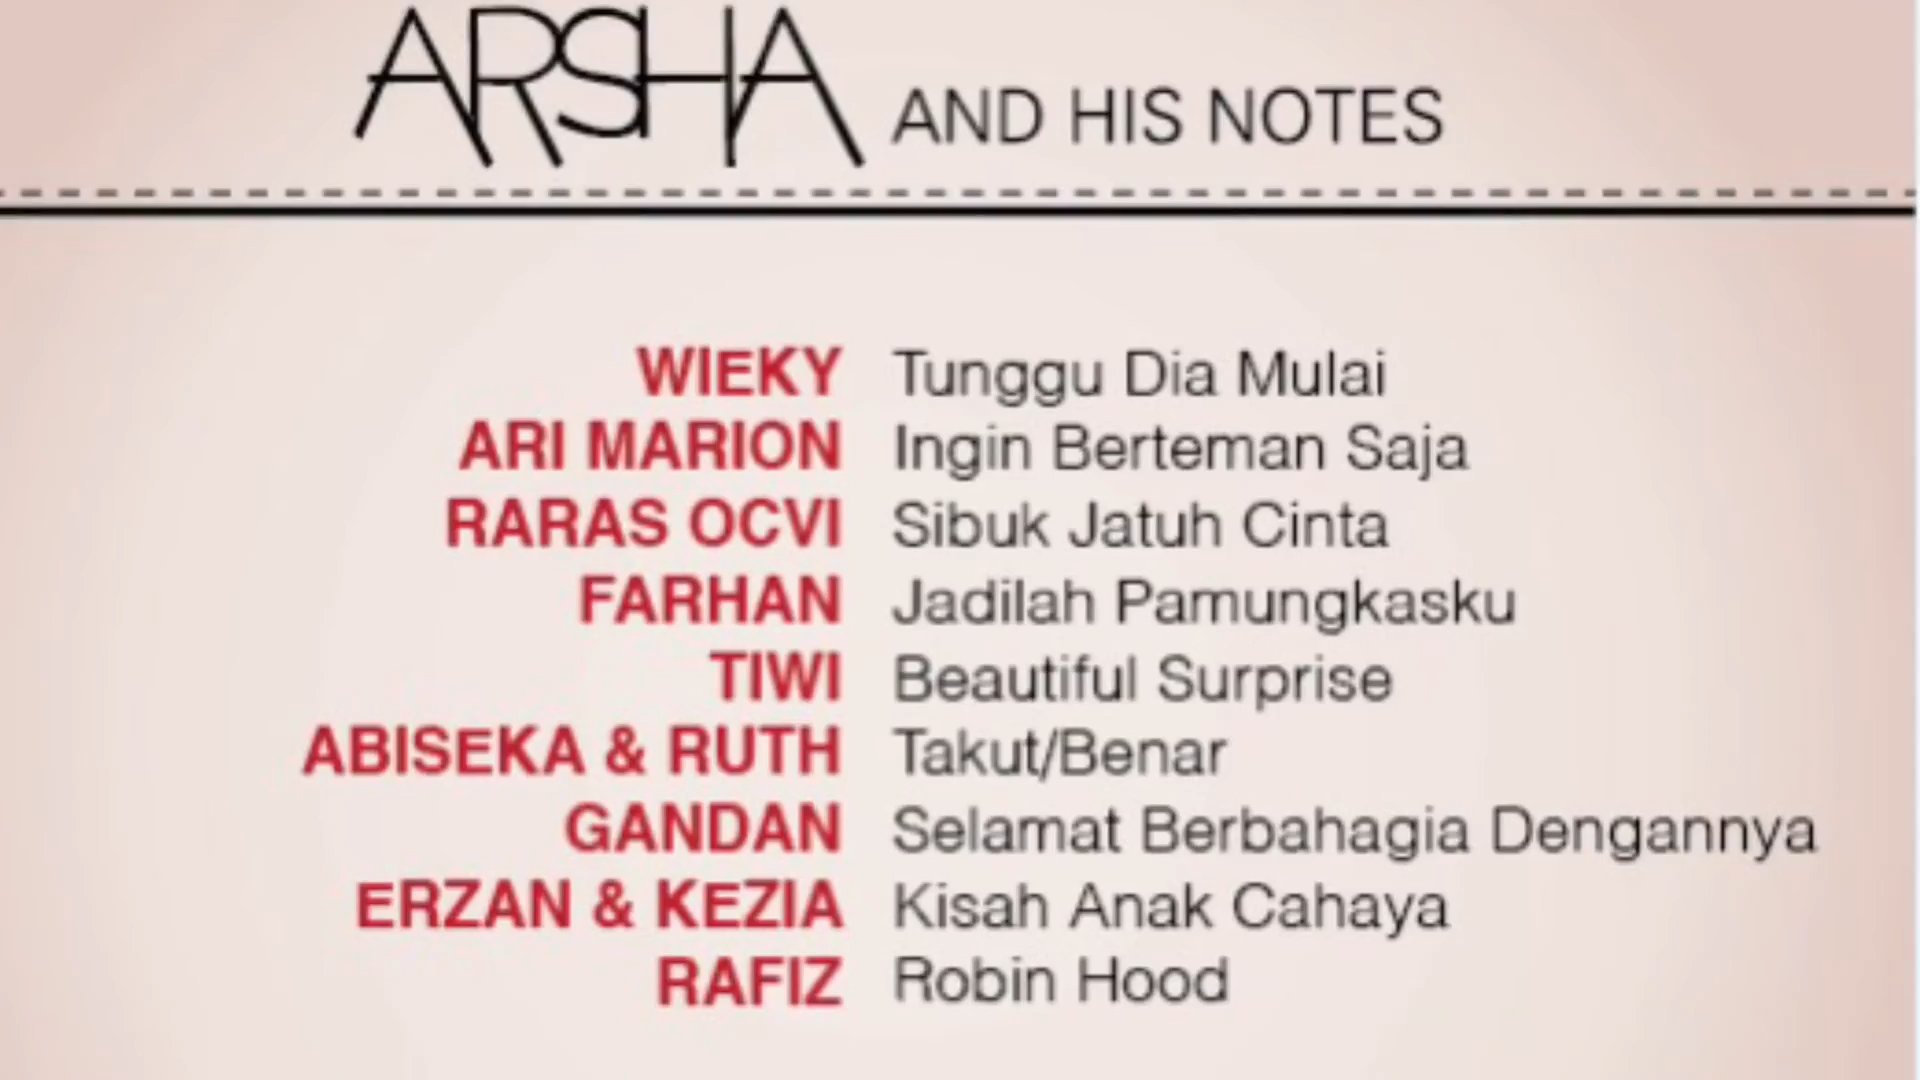 ARSHA AND HIS NOTES
WIEKY Tunggu Dia Mulai
ARI MARION Ingin Berteman Saja
RARAS OCVI Sibuk Jatuh Cinta
FARHAN Jadilah Pamungkasku
TIWI Beautiful Surprise
ABISEKA & RUTH Takut/Benar
GANDAN Selamat Berbahagia Dengannya
ERZAN & KEZIA Kisah Anak Cahaya
RAFIZ Robin Hood